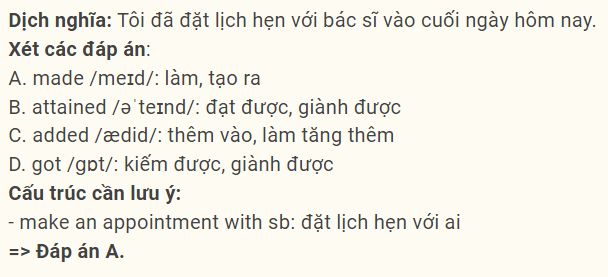 Dịch nghĩa: Tôi đã đặt lịch hẹn với bác sĩ vào cuối ngày hôm nay.
Xét các đáp án:
A. made /meɪd/: làm, tạo ra
B. attained /əˈteɪnd/: đạt được, giành được
C. added /ædid/: thêm vào, làm tăng thêm
D. got /gɒt/: kiếm được, giành được
Cấu trúc cần lưu ý:
- make an appointment with sb: đặt lịch hẹn với ai
=> Đáp án A.